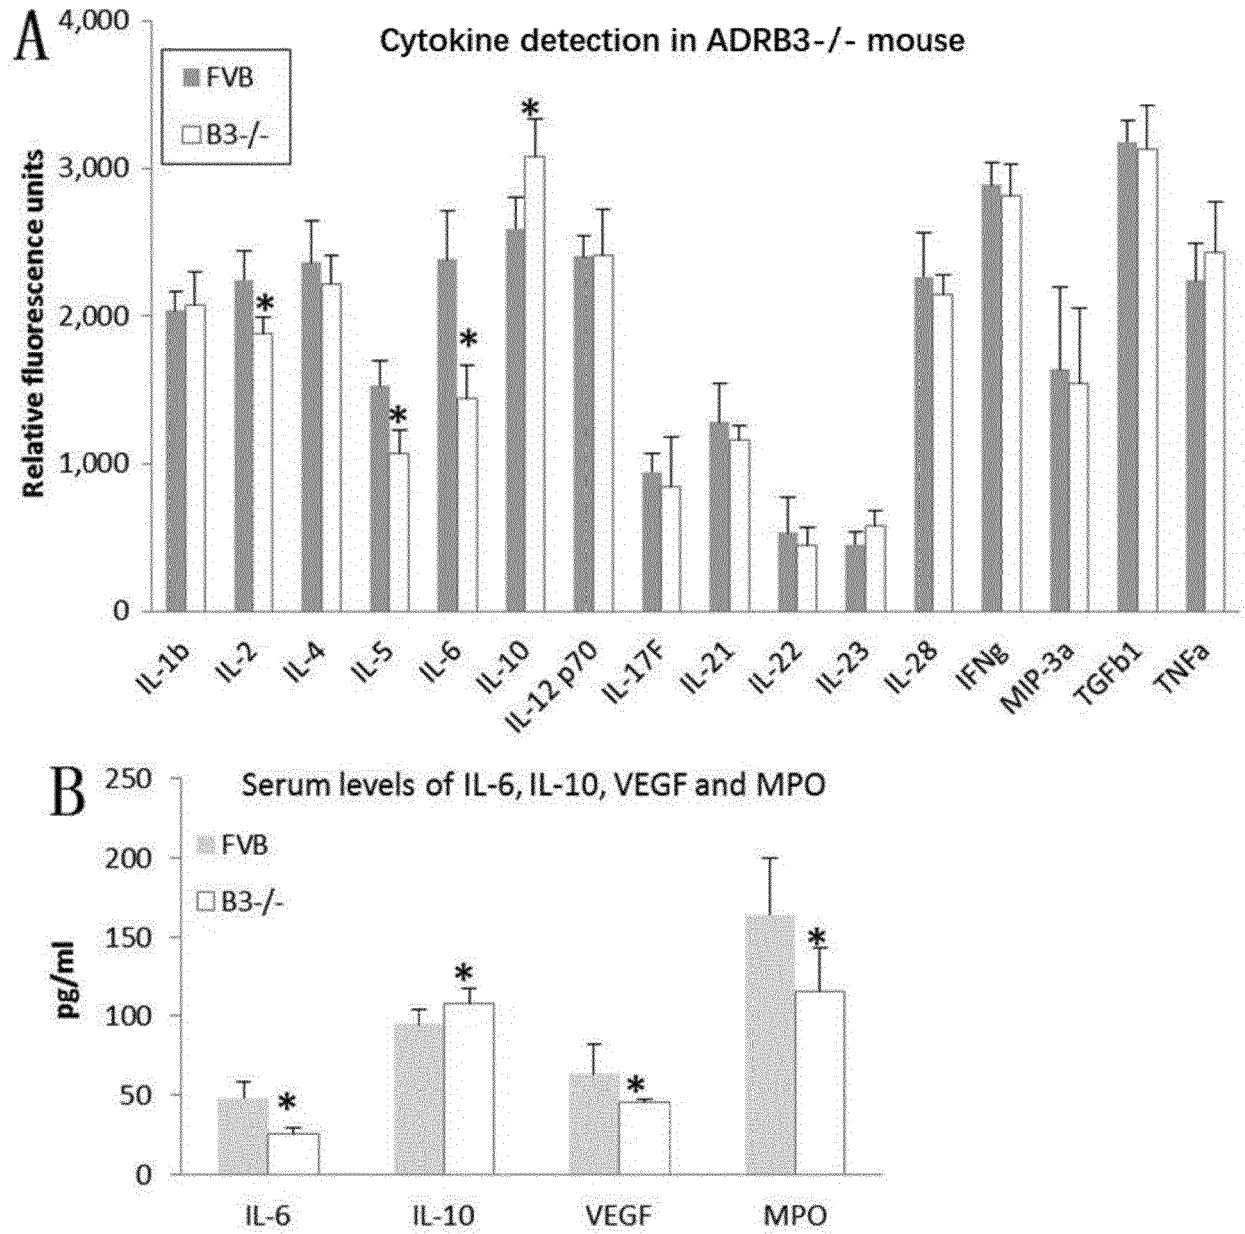 A
Cytokine detection in ADRB3-/- mouse
FVB
B3-/-
Relative fluorescence units
4,000
3,000
2,000
1,000
0
*
*
*
*
IL-1b IL-2 IL-4 IL-5 IL-6 IL-10 IL-12 p70 IL-17F IL-21 IL-22 IL-23 IL-28 IFNg MIP-3a TGFb1 TNFa
B
Serum levels of IL-6, IL-10, VEGF and MPO
FVB
B3-/-
pg/ml
250
200
150
100
50
0
*
*
*
*
IL-6 IL-10 VEGF MPO